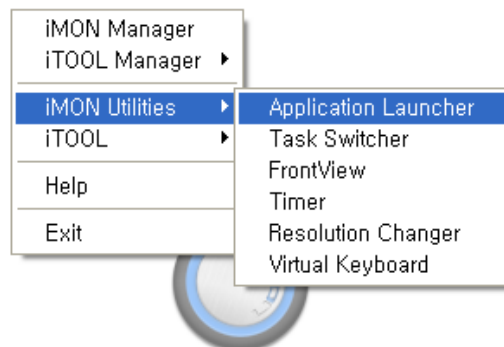 iMON Manager
iTOOL Manager
iMON Utilities
iTOOL
Help
Exit
Application Launcher
Task Switcher
FrontView
Timer
Resolution Changer
Virtual Keyboard